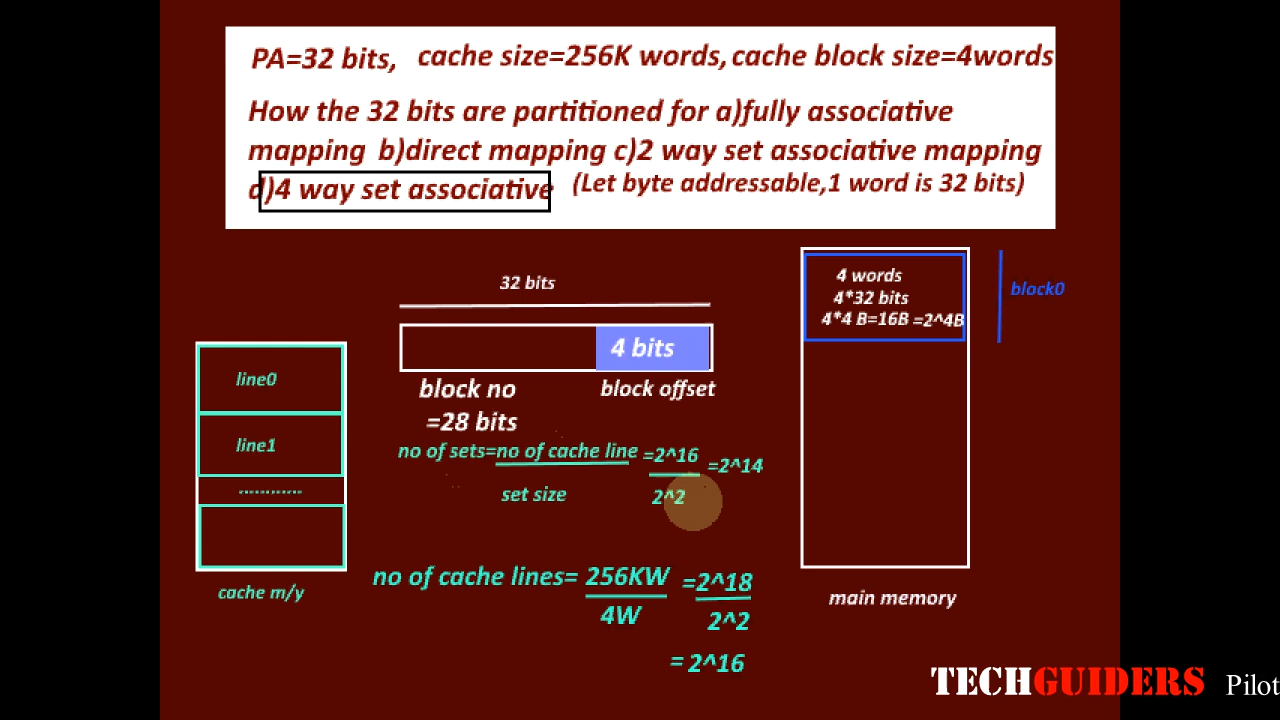 PA=32 bits, cache size=256K words, cache block size=4words
How the 32 bits are partitioned for a)fully associative
mapping b)direct mapping c)2 way set associative mapping
d)4 way set associative (Let byte addressable,1 word is 32 bits)
32 bits
4 bits
block no
=28 bits
block offset
no of sets=no of cache line =2^16 =2^14
set size 2^2
no of cache lines= 256KW =2^18
4W 2^2
= 2^16
line0
line1
............
cache m/y
4 words
4*32 bits
4*4 B=16B =2^4B
block0
main memory
TECHGUIDERS Pilot